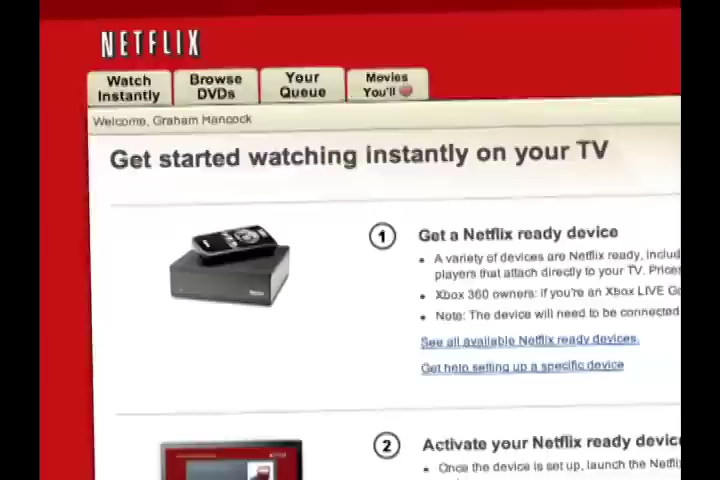 NETFLIX
Watch Instantly
Browse DVDs
Your Queue
Movies You'll
Welcome, Graham Hancock
Get started watching instantly on your TV
1
Get a Netflix ready device
• A variety of devices are Netflix ready, includ
players that attach directly to your TV. Price
• Xbox 360 owners: if you're an Xbox LIVE Go
• Note: The device will need to be connected
See all available Netflix ready devices.
Get help setting up a specific device
2
Activate your Netflix ready devic
• Once the device is set up, launch the Netfli